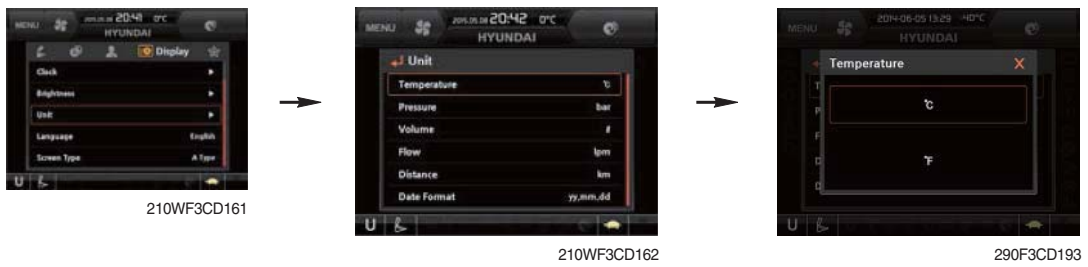 MENU 2015.05.08 20:41 0℃
HYUNDAI
Display
Clock
Brightness
Unit
Language English
Screen Type A Type
U
210WF3CD161
MENU 2015.05.08 20:42 0℃
HYUNDAI
Unit
Temperature ℃
Pressure bar
Volume ℓ
Flow lpm
Distance km
Date Format yy,mm,dd
U
210WF3CD162
MENU 2014-06-05 13:29 -40℃
HYUNDAI
Temperature X
℃
℉
U
290F3CD193